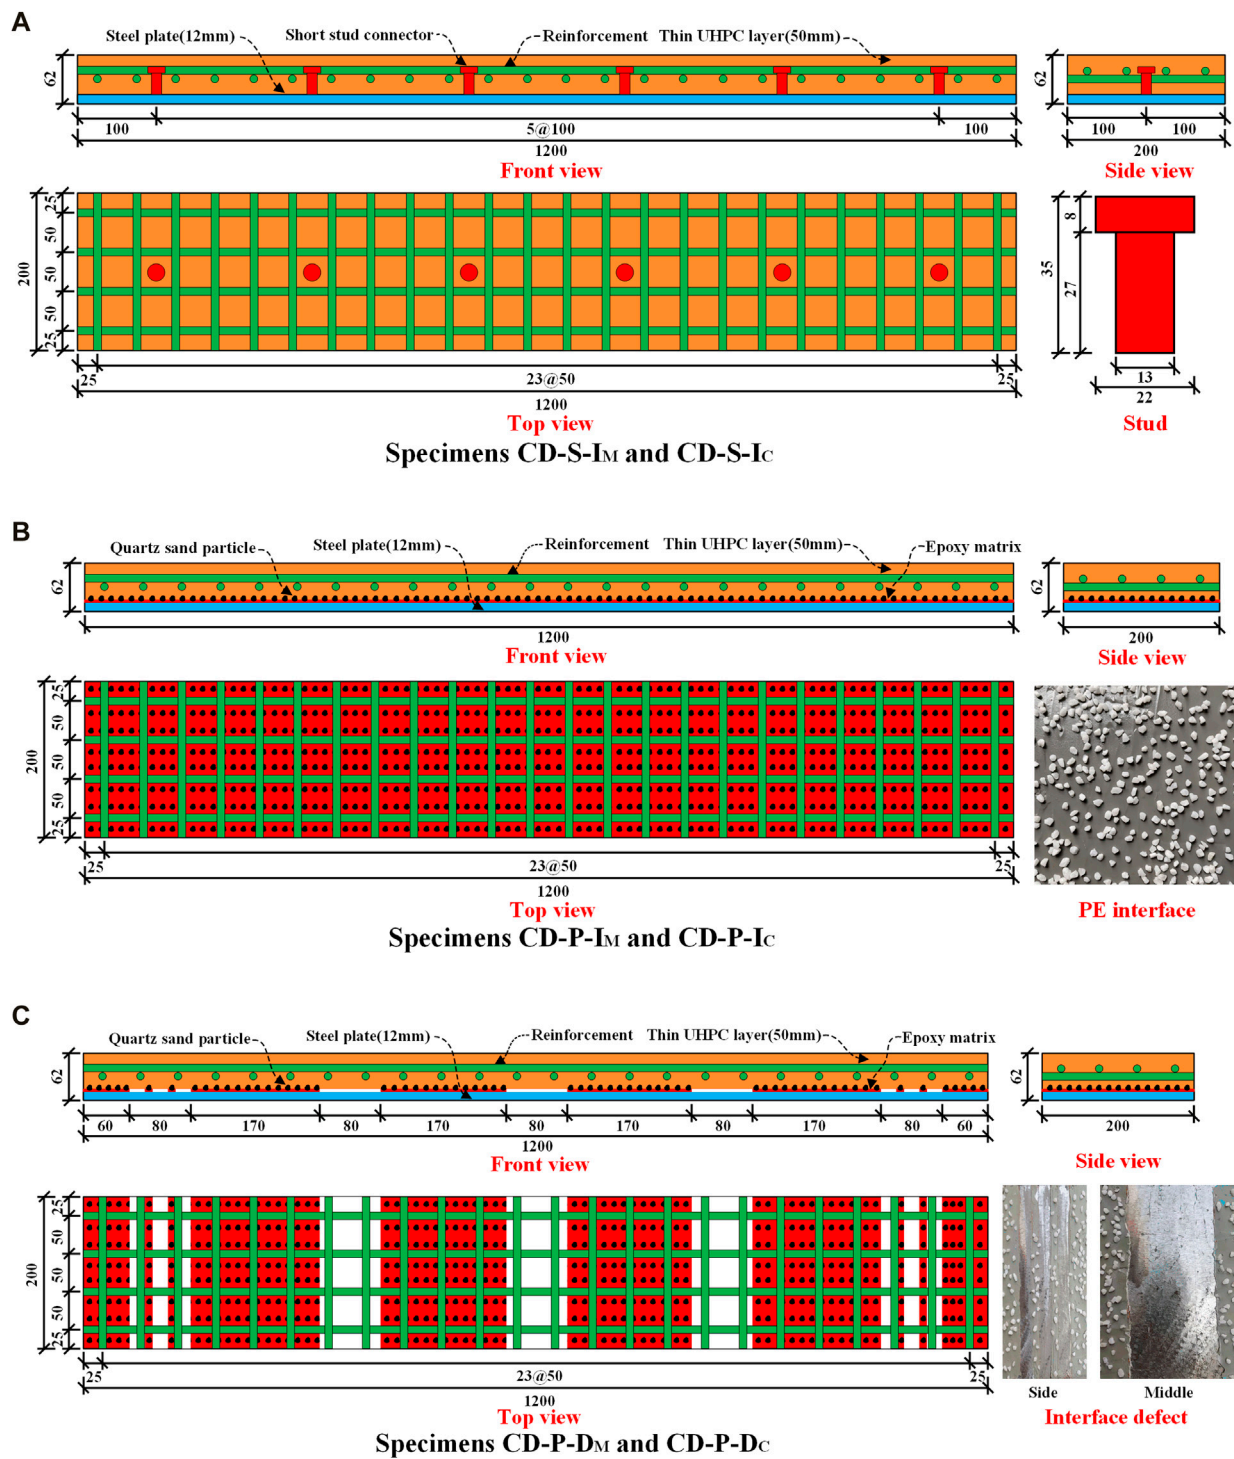 A
Steel plate(12mm) Short stud connector Reinforcement Thin UHPC layer(50mm)
62 62
100 5@100 100 100 100
1200 200
Front view Side view
25 50 50 50 25 200
8 27 35
25 23@50 25 13
1200 22
Top view Stud
Specimens CD-S-IM and CD-S-IC
B
Quartz sand particle Steel plate(12mm) Reinforcement Thin UHPC layer(50mm) Epoxy matrix
62 62
1200 200
Front view Side view
25 50 50 50 25 200
25 23@50 25
1200
Top view PE interface
Specimens CD-P-IM and CD-P-IC
C
Quartz sand particle Steel plate(12mm) Reinforcement Thin UHPC layer(50mm) Epoxy matrix
62 62
60 80 170 80 170 80 170 80 170 80 60 200
1200
Front view Side view
25 50 50 50 25 200
25 23@50 25
1200 Side Middle
Top view Interface defect
Specimens CD-P-DM and CD-P-DC